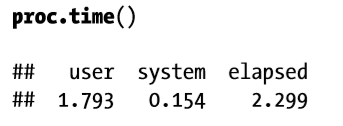 proc.time()
##    user  system elapsed
##   1.793   0.154   2.299